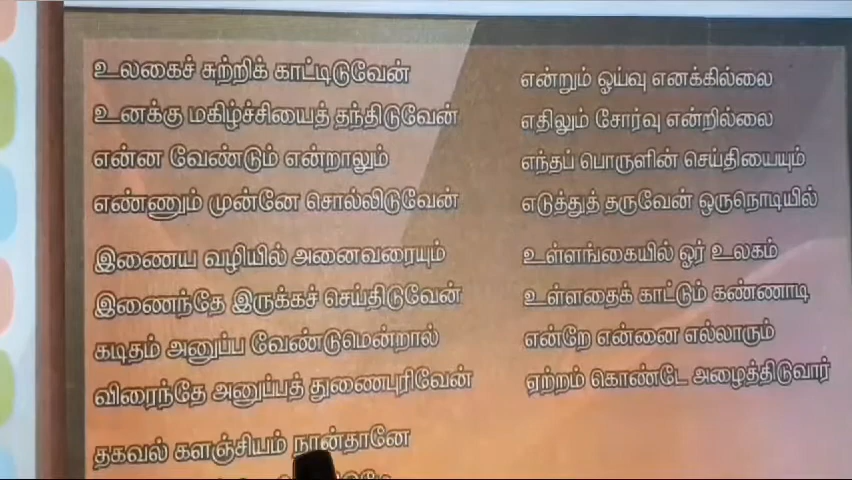 உலகைச் சுற்றிக் காட்டிடுவேன்
உனக்கு மகிழ்ச்சியைத் தந்திடுவேன்
என்ன வேண்டும் என்றாலும்
எண்ணும் முன்னே சொல்லிடுவேன்
இணைய வழியில் அனைவரையும்
இணைந்தே இருக்கச் செய்திடுவேன்
கடிதம் அனுப்ப வேண்டுமென்றால்
விரைந்தே அனுப்பத் துணைபுரிவேன்
தகவல் களஞ்சியம் நான்தானே
என்றும் ஓய்வு எனக்கில்லை
எதிலும் சோர்வு என்றில்லை
எந்தப் பொருளின் செய்தியையும்
எடுத்துத் தருவேன் ஒருநொடியில்
உள்ளங்கையில் ஓர் உலகம்
உள்ளதைக் காட்டும் கண்ணாடி
என்றே என்னை எல்லாரும்
ஏற்றம் கொண்டே அழைத்திடுவார்